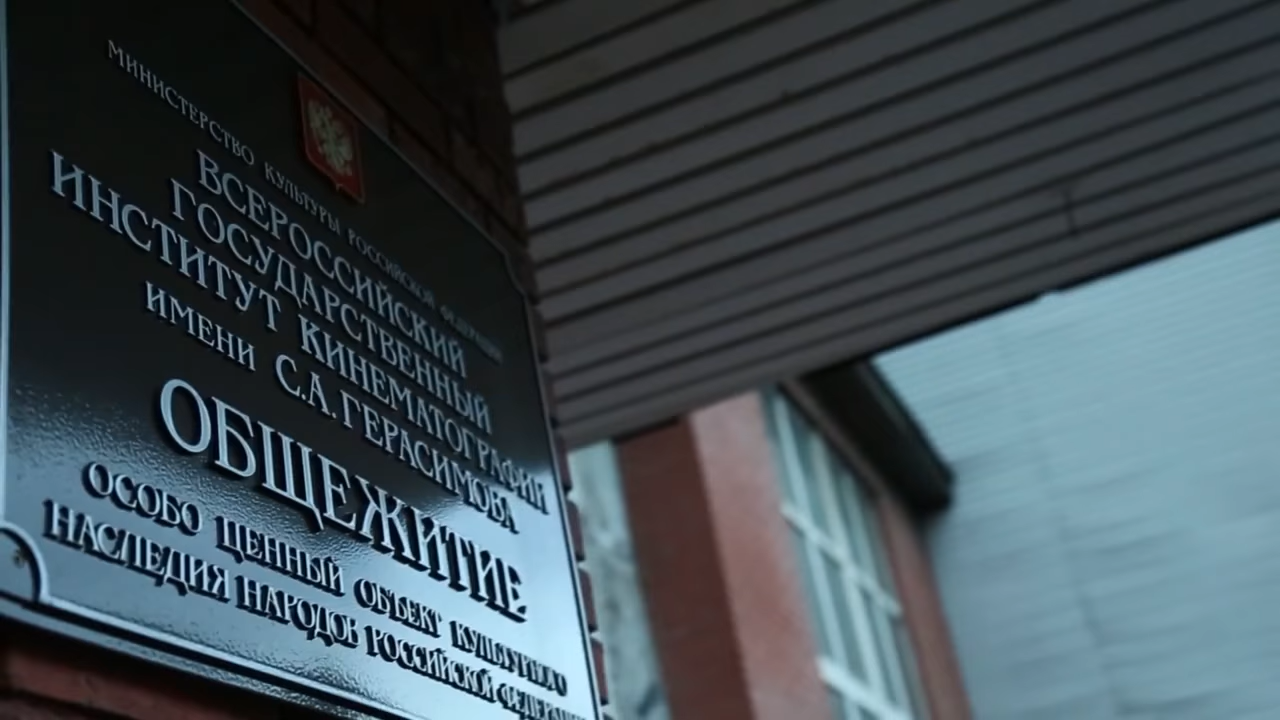 МИНИСТЕРСТВО КУЛЬТУРЫ РОССИЙСКОЙ ФЕДЕРАЦИИ
ВСЕРОССИЙСКИЙ
ГОСУДАРСТВЕННЫЙ
ИНСТИТУТ КИНЕМАТОГРАФИИ
ИМЕНИ С.А. ГЕРАСИМОВА
ОБЩЕЖИТИЕ
ОСОБО ЦЕННЫЙ ОБЪЕКТ КУЛЬТУРНОГО
НАСЛЕДИЯ НАРОДОВ РОССИЙСКОЙ ФЕДЕРАЦИИ